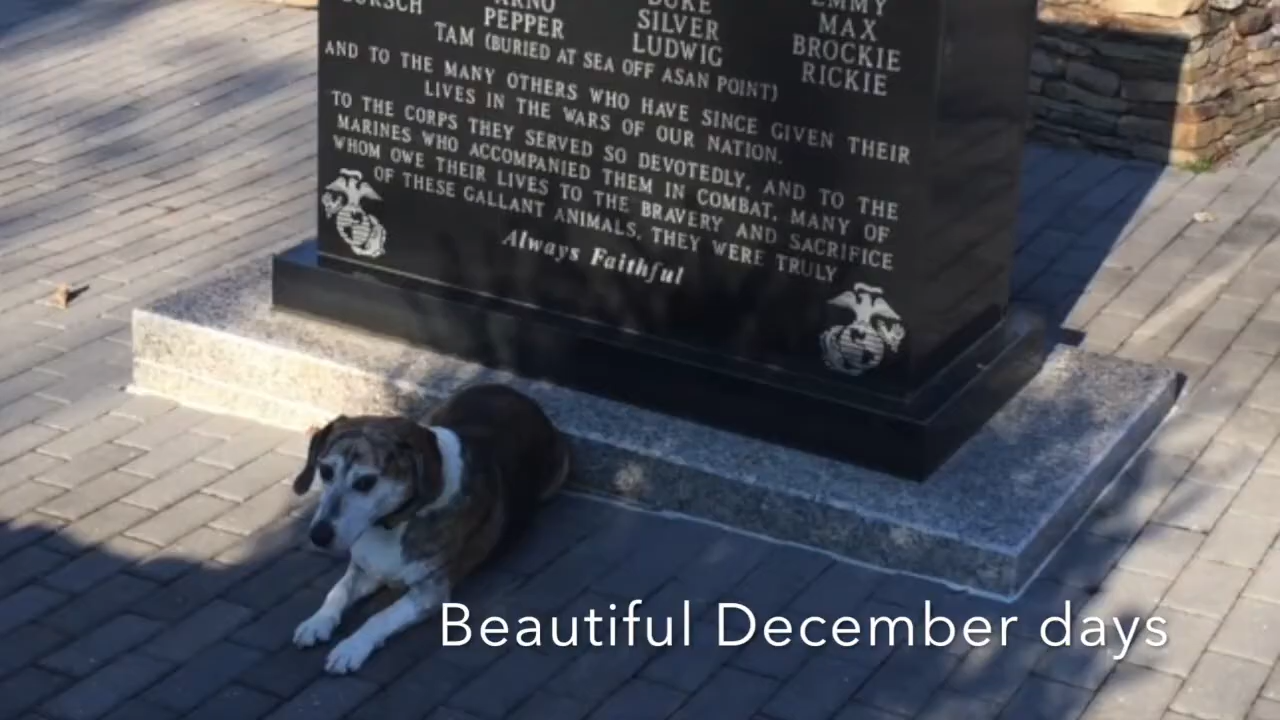 ARNO DUKE EMMY
PEPPER SILVER MAX
TAM (BURIED AT SEA OFF ASAN POINT) LUDWIG BROCKIE
RICKIE
AND TO THE MANY OTHERS WHO HAVE SINCE GIVEN THEIR
LIVES IN THE WARS OF OUR NATION.
TO THE CORPS THEY SERVED SO DEVOTEDLY, AND TO THE
MARINES WHO ACCOMPANIED THEM IN COMBAT, MANY OF
WHOM OWE THEIR LIVES TO THE BRAVERY AND SACRIFICE
OF THESE GALLANT ANIMALS, THEY WERE TRULY
Always Faithful
Beautiful December days